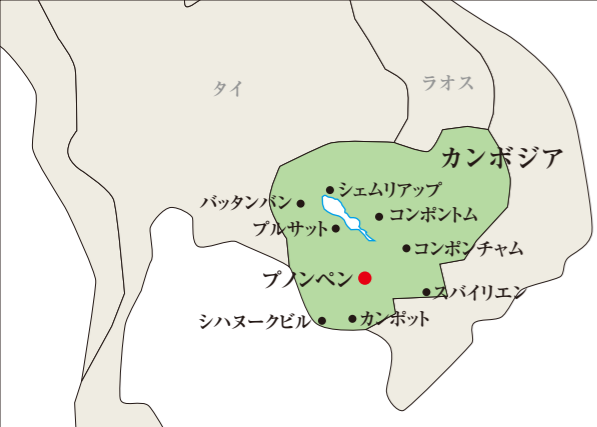 タイ
ラオス
カンボジア
シェムリアップ
バッタンバン
コンポントム
プルサット
コンポンチャム
プノンペン
スバイリエン
シハヌークビル
カンポット